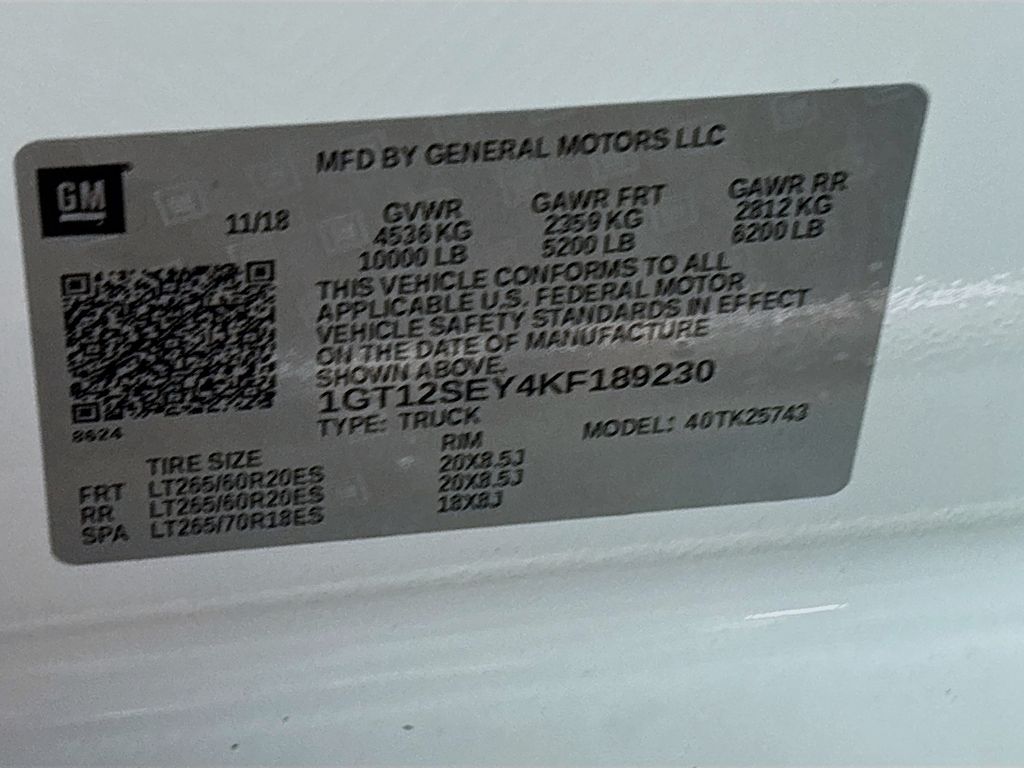 MFD BY GENERAL MOTORS LLC
GM
11/18
GVWR GAWR FRT GAWR RR
4536 KG 2359 KG 2812 KG
10000 LB 5200 LB 6200 LB
THIS VEHICLE CONFORMS TO ALL
APPLICABLE U.S. FEDERAL MOTOR
VEHICLE SAFETY STANDARDS IN EFFECT
ON THE DATE OF MANUFACTURE
SHOWN ABOVE.
1GT12SEY4KF189230
TYPE: TRUCK MODEL: 40TK25743
8624
TIRE SIZE RIM
FRT LT265/60R20ES 20X8.5J
RR LT265/60R20ES 20X8.5J
SPA LT265/70R18ES 18X8J